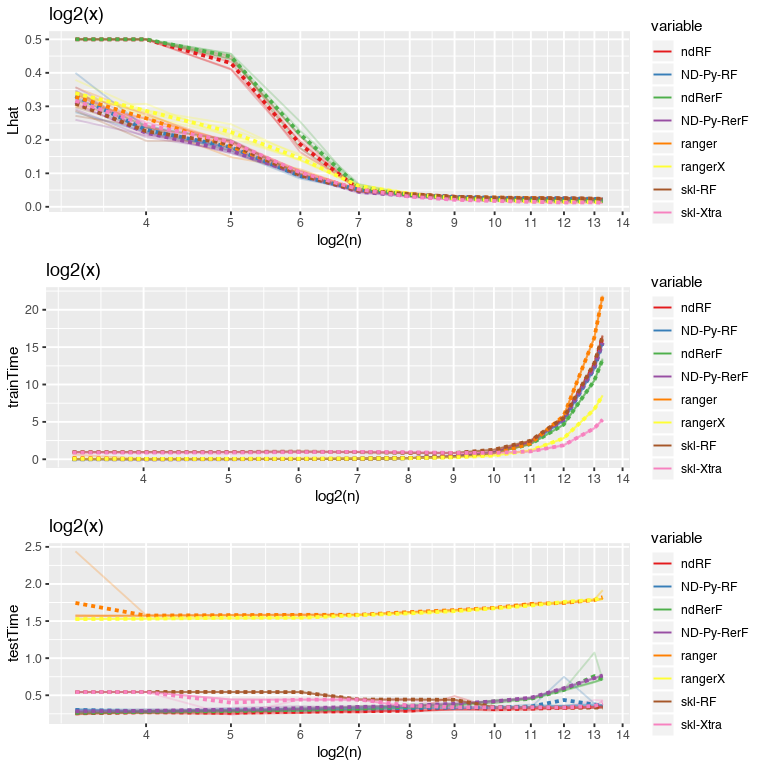 log2(x)
0.5
0.4
0.3
0.2
0.1
0.0
Lhat
4 5 6 7 8 9 10 11 12 13 14
log2(n)
variable
ndRF
ND-Py-RF
ndRerF
ND-Py-RerF
ranger
rangerX
skl-RF
skl-Xtra
log2(x)
20
15
10
5
0
trainTime
4 5 6 7 8 9 10 11 12 13 14
log2(n)
variable
ndRF
ND-Py-RF
ndRerF
ND-Py-RerF
ranger
rangerX
skl-RF
skl-Xtra
log2(x)
2.5
2.0
1.5
1.0
0.5
testTime
4 5 6 7 8 9 10 11 12 13 14
log2(n)
variable
ndRF
ND-Py-RF
ndRerF
ND-Py-RerF
ranger
rangerX
skl-RF
skl-Xtra